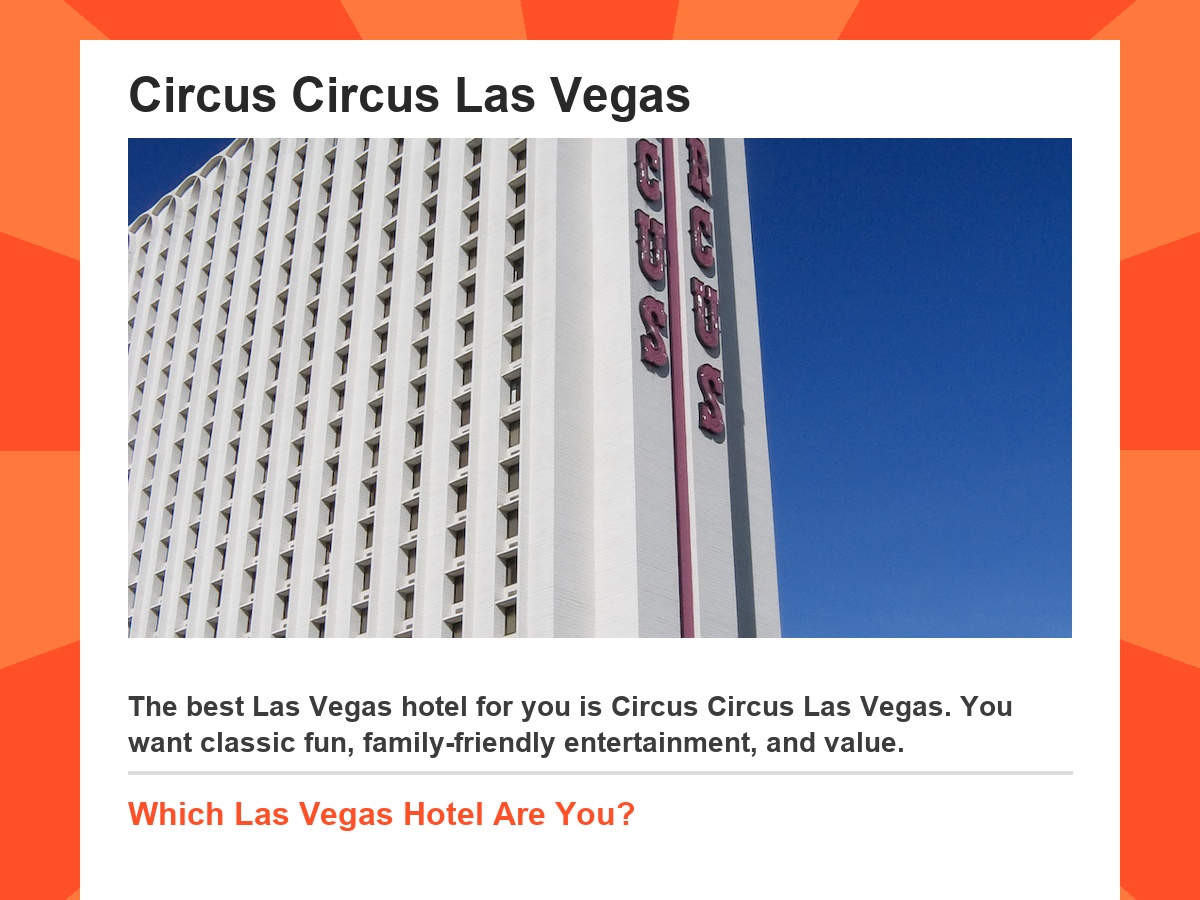 Circus Circus Las Vegas
CUS
RCUS
The best Las Vegas hotel for you is Circus Circus Las Vegas. You
want classic fun, family-friendly entertainment, and value.
Which Las Vegas Hotel Are You?